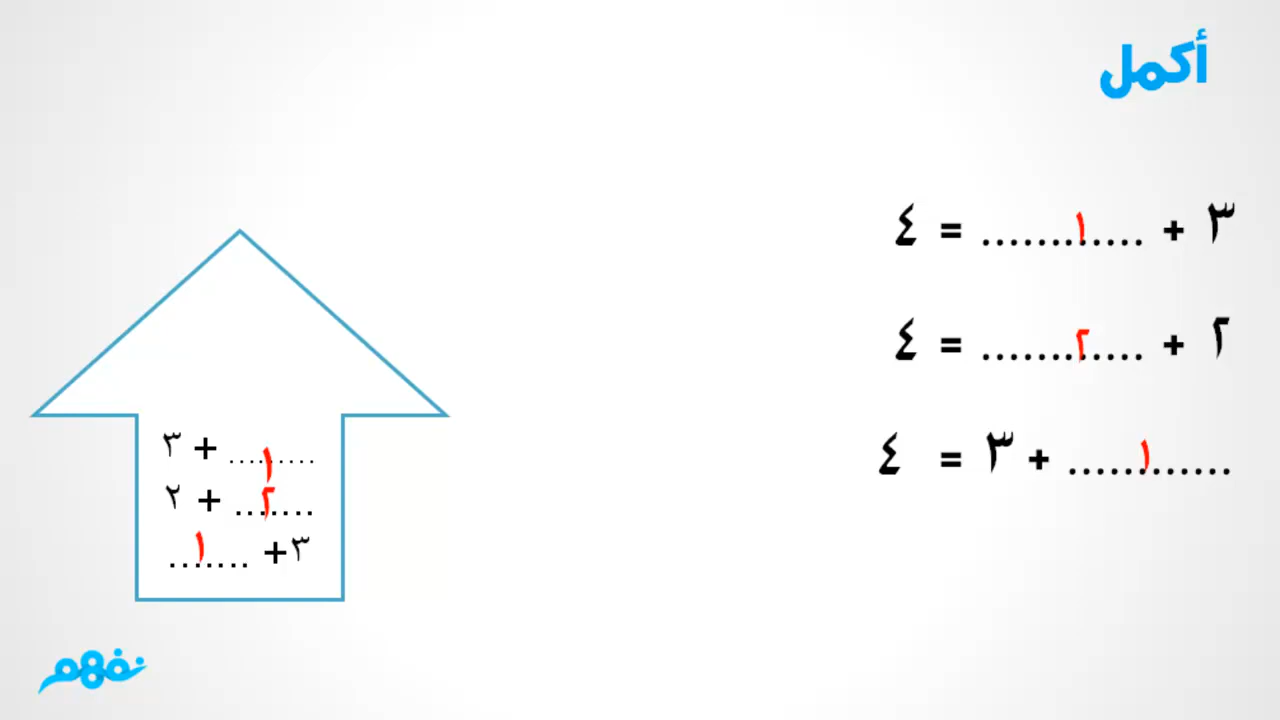 أكمل
٣ + ......١...... = ٤
٢ + ......٢...... = ٤
......١...... + ٣ = ٤
....١.... + ٣
...٢... + ٢
٣+ ...١...
نفهم